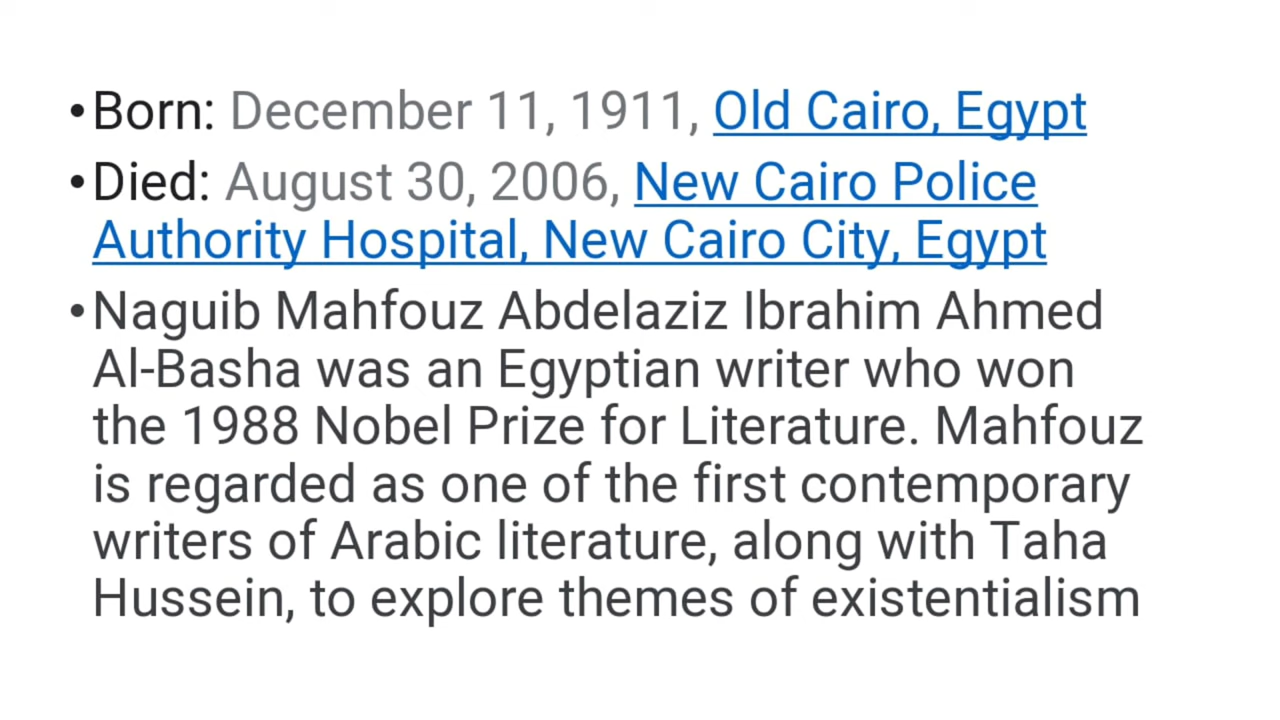 •Born: December 11, 1911, Old Cairo, Egypt
•Died: August 30, 2006, New Cairo Police
Authority Hospital, New Cairo City, Egypt
•Naguib Mahfouz Abdelaziz Ibrahim Ahmed
Al-Basha was an Egyptian writer who won
the 1988 Nobel Prize for Literature. Mahfouz
is regarded as one of the first contemporary
writers of Arabic literature, along with Taha
Hussein, to explore themes of existentialism